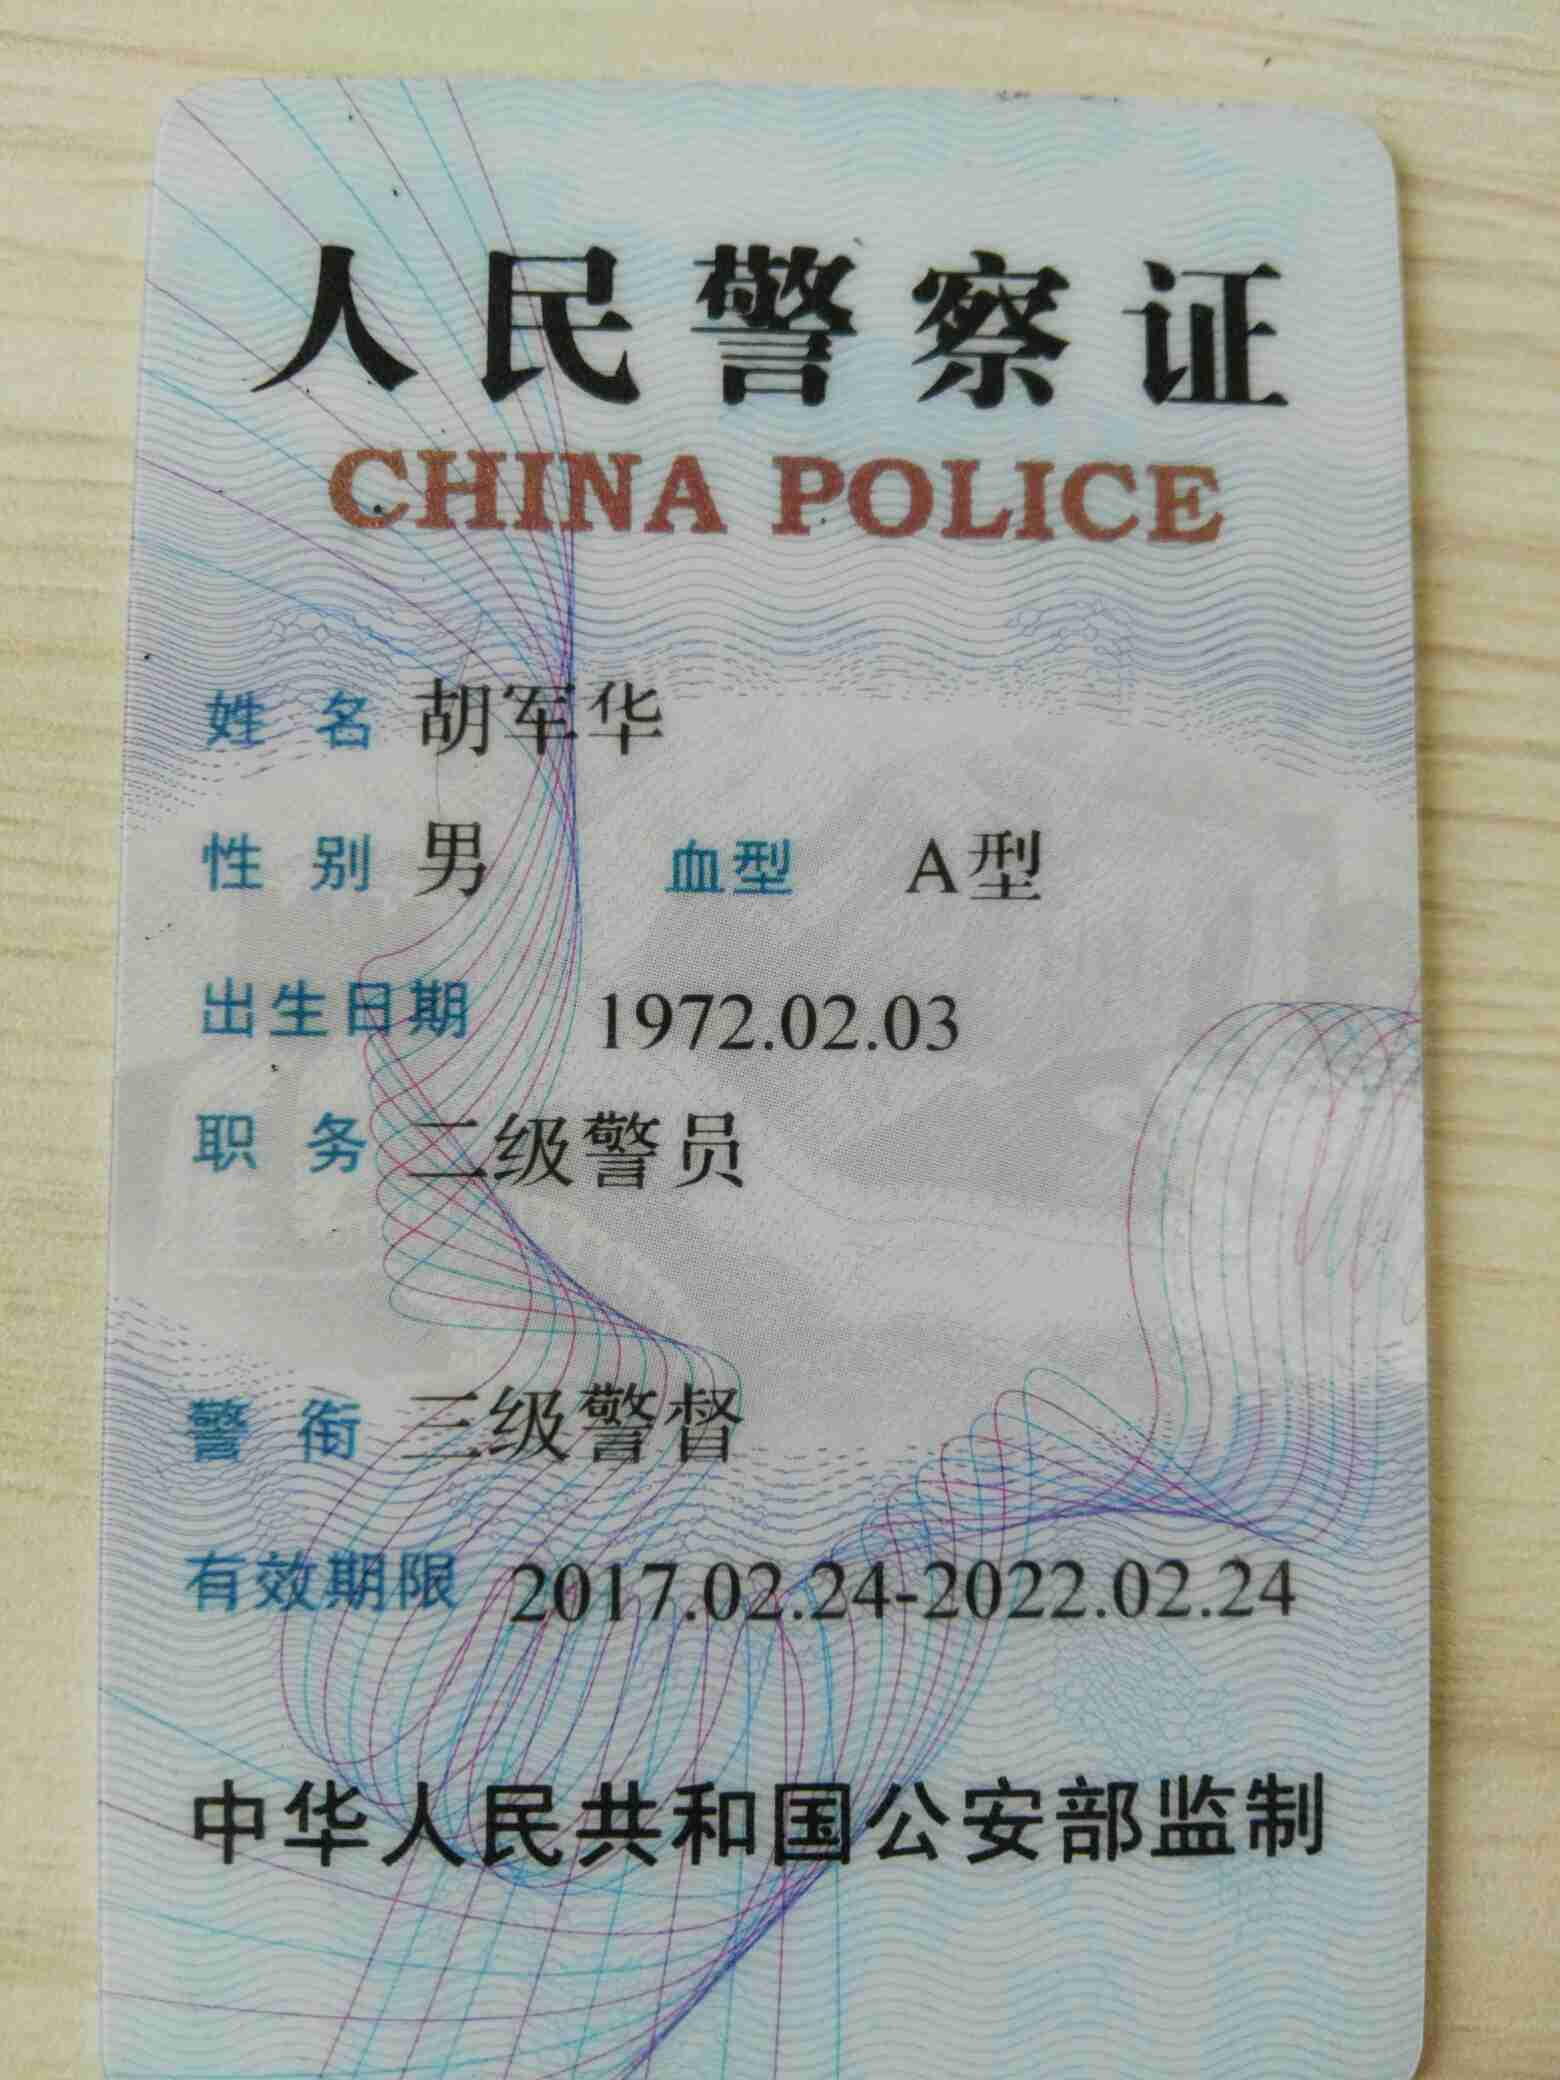 人民警察证
CHINA POLICE
姓名 胡军华
性别 男 血型 A型
出生日期 1972.02.03
职务 二级警员
警衔 三级警督
有效期限 2017.02.24-2022.02.24
中华人民共和国公安部监制